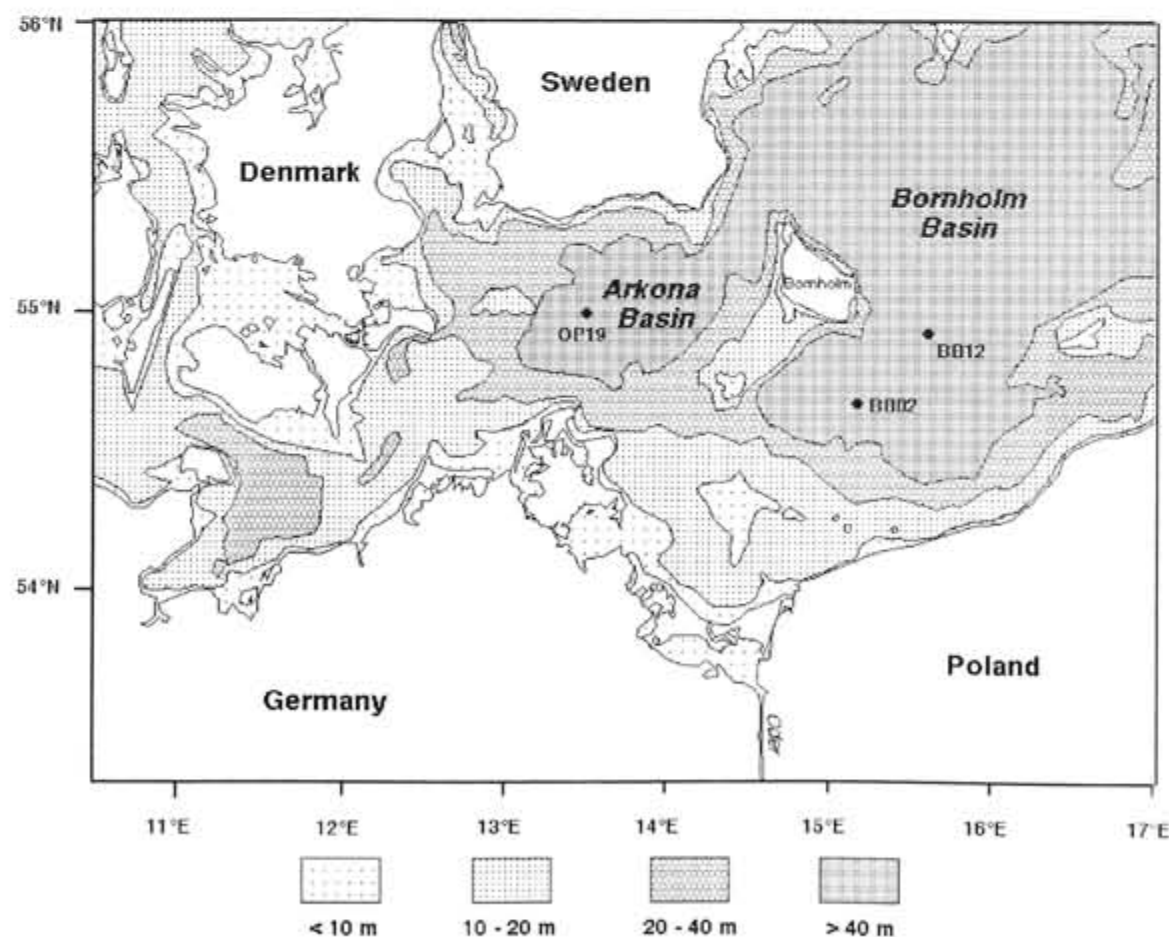 56°N
Sweden
Denmark
Bornholm
Basin
Arkona
Basin
Bornholm
55°N
OP19
BB12
BB02
54°N
Poland
Germany
Oder
11°E
12°E
13°E
14°E
15°E
16°E
17°E
< 10 m
10 - 20 m
20 - 40 m
> 40 m